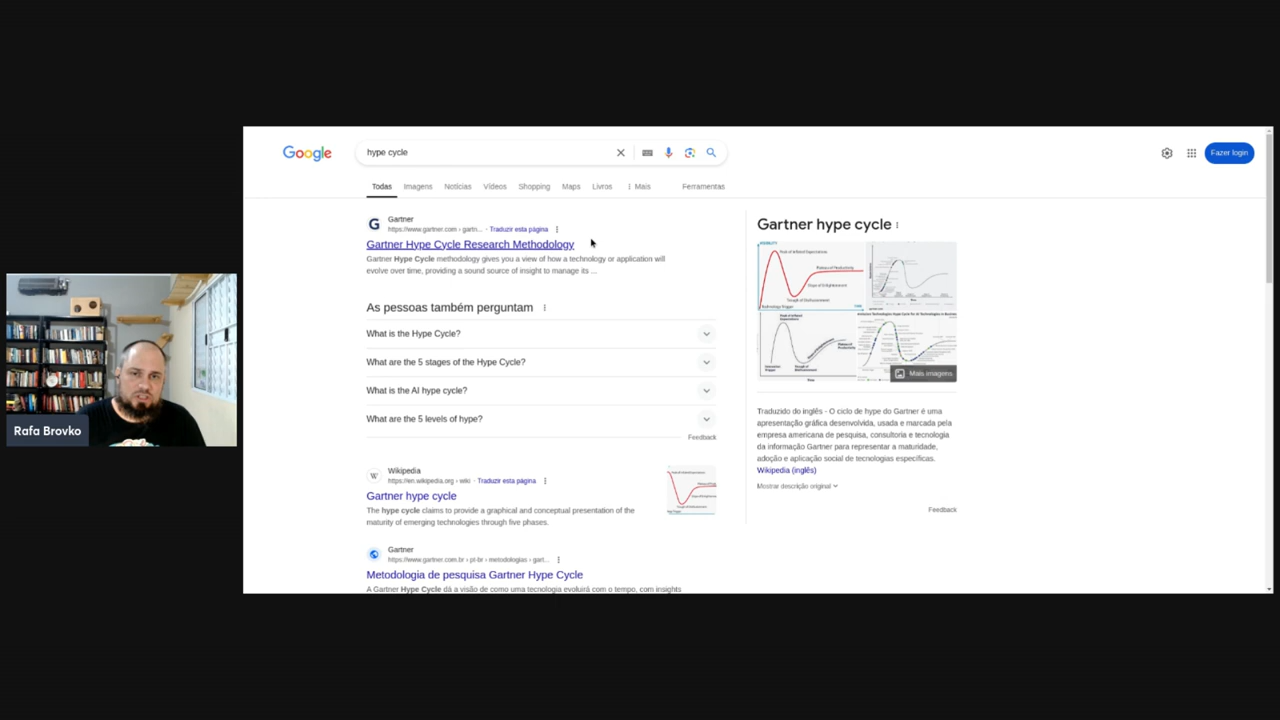 Google
hype cycle
Fazer login
Todas
Imagens
Notícias
Vídeos
Shopping
Maps
Livros
Mais
Ferramentas
Gartner
https://www.gartner.com › gartn... · Traduzir esta página
Gartner Hype Cycle Research Methodology
Gartner Hype Cycle methodology gives you a view of how a technology or application will
evolve over time, providing a sound source of insight to manage its ...
As pessoas também perguntam
What is the Hype Cycle?
What are the 5 stages of the Hype Cycle?
What is the AI hype cycle?
What are the 5 levels of hype?
Feedback
W
Wikipedia
https://en.wikipedia.org › wiki · Traduzir esta página
Gartner hype cycle
The hype cycle claims to provide a graphical and conceptual presentation of the
maturity of emerging technologies through five phases.
Gartner
https://www.gartner.com.br › pt-br › metodologias › gart...
Metodologia de pesquisa Gartner Hype Cycle
A Gartner Hype Cycle dá a visão de como uma tecnologia evoluirá com o tempo, com insights
Gartner hype cycle
Mais imagens
Traduzido do inglês - O ciclo de hype do Gartner é uma
apresentação gráfica desenvolvida, usada e marcada pela
empresa americana de pesquisa, consultoria e tecnologia
da informação Gartner para representar a maturidade,
adoção e aplicação social de tecnologias específicas.
Wikipedia (inglês)
Mostrar descrição original
Feedback
Rafa Brovko